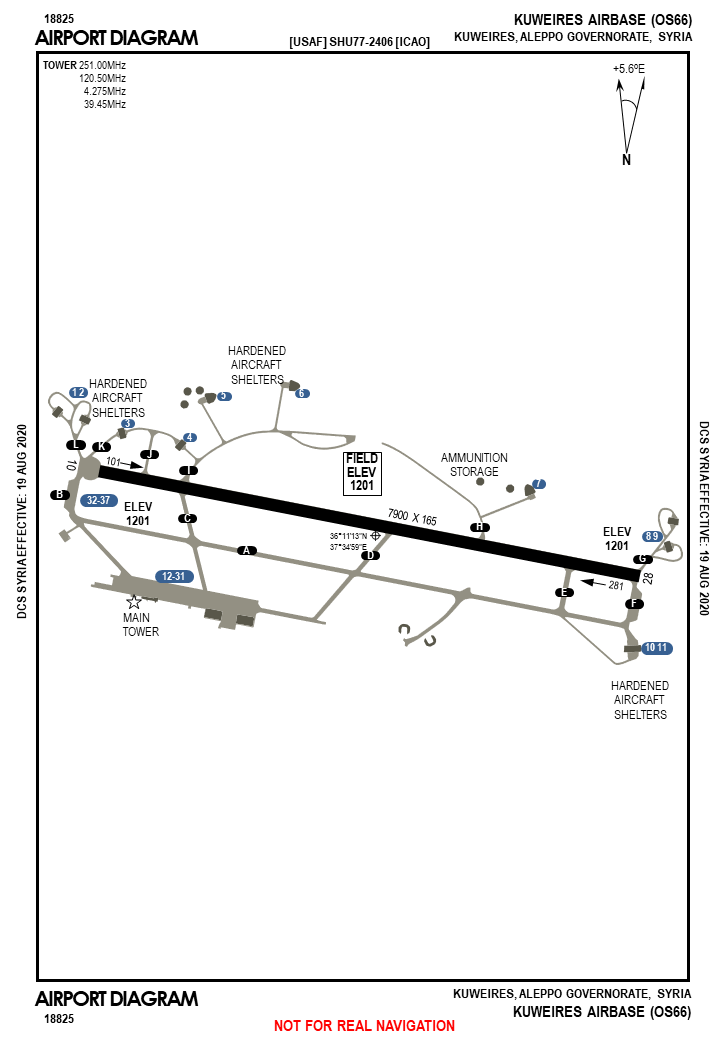 18825
KUWEIRES AIRBASE (OS66)
AIRPORT DIAGRAM
[USAF] SHU77-2406 [ICAO]
KUWEIRES, ALEPPO GOVERNORATE, SYRIA
TOWER 251.00MHz
120.50MHz
4.275MHz
39.45MHz
+5.6ºE
N
HARDENED
AIRCRAFT
SHELTERS
HARDENED
AIRCRAFT
SHELTERS
1 2
3
4
5
6
7
8 9
10 11
12-31
32-37
L
K
J
I
B
C
A
D
H
E
G
F
10
101
28
281
FIELD
ELEV
1201
AMMUNITION
STORAGE
ELEV
1201
ELEV
1201
7900 X 165
36°11'13"N
37°34'59"E
MAIN
TOWER
HARDENED
AIRCRAFT
SHELTERS
DCS SYRIA EFFECTIVE: 19 AUG 2020
DCS SYRIA EFFECTIVE: 19 AUG 2020
AIRPORT DIAGRAM
KUWEIRES, ALEPPO GOVERNORATE, SYRIA
18825
KUWEIRES AIRBASE (OS66)
NOT FOR REAL NAVIGATION